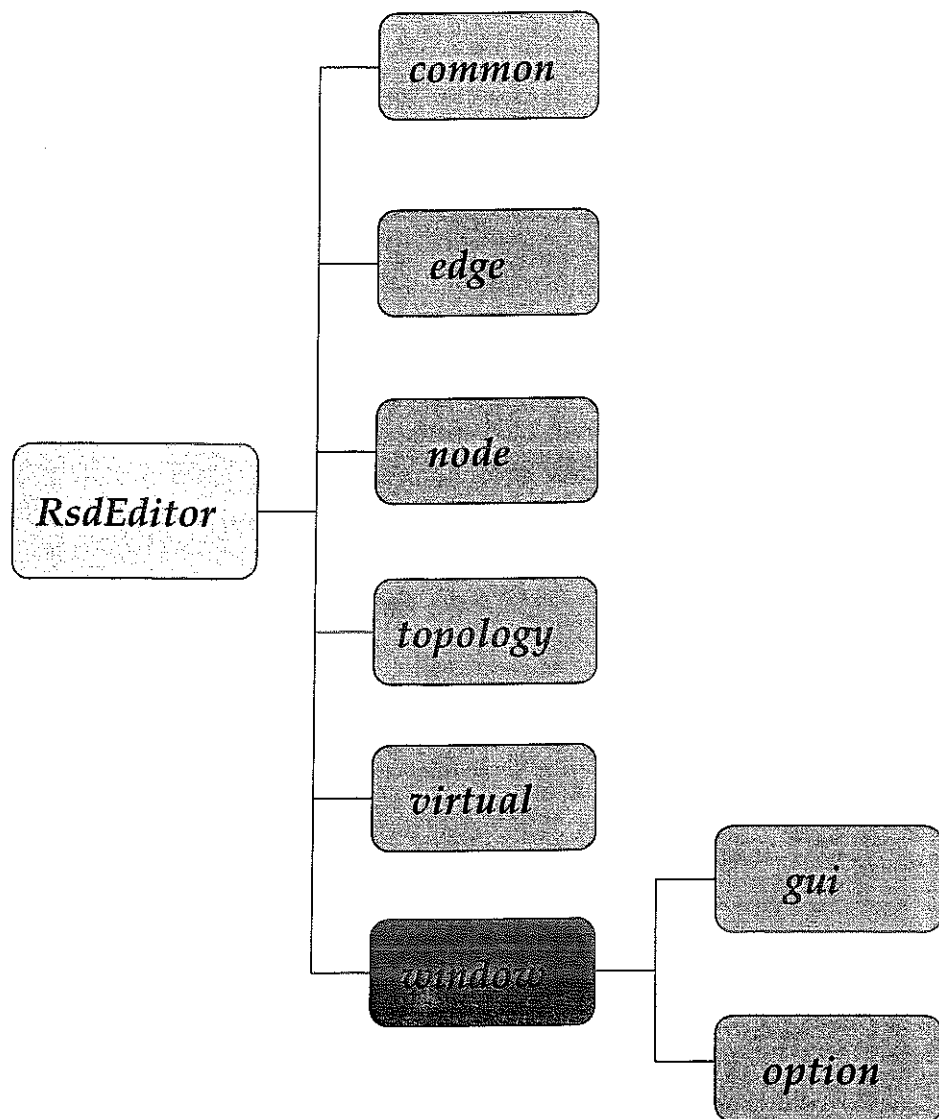 common
edge
node
RsdEditor
topology
virtual
gui
window
option